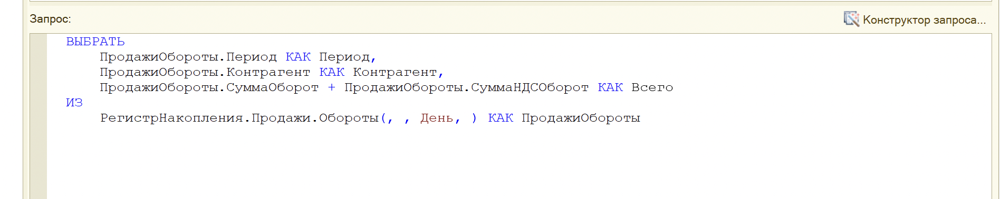 Запрос:
Конструктор запроса...
ВЫБРАТЬ
ПродажиОбороты.Период КАК Период,
ПродажиОбороты.Контрагент КАК Контрагент,
ПродажиОбороты.СуммаОборот + ПродажиОбороты.СуммаНДСОборот КАК Всего
ИЗ
РегистрНакопления.Продажи.Обороты(, , День, ) КАК ПродажиОбороты